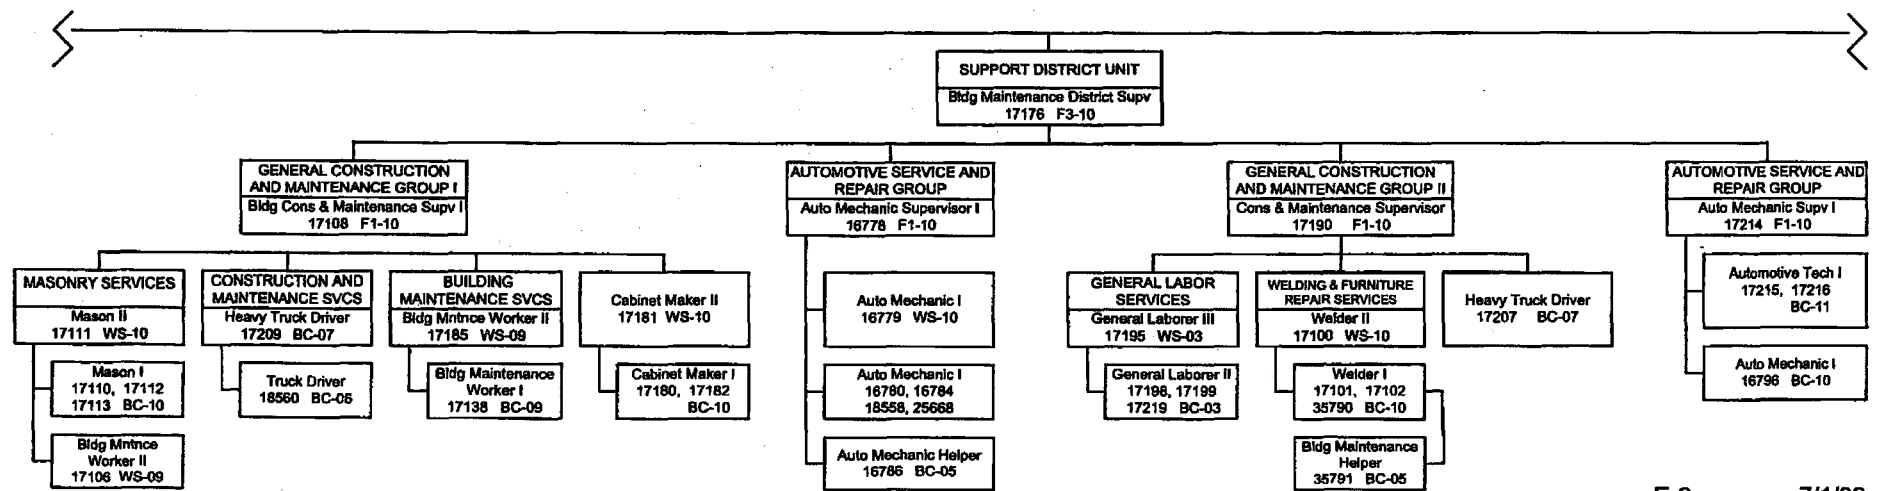 SUPPORT DISTRICT UNIT
Bldg Maintenance District Supv
17176 F3-10
GENERAL CONSTRUCTION
AND MAINTENANCE GROUP I
Bldg Cons & Maintenance Supv I
17108 F1-10
AUTOMOTIVE SERVICE AND
REPAIR GROUP
Auto Mechanic Supervisor I
16778 F1-10
GENERAL CONSTRUCTION
AND MAINTENANCE GROUP II
Cons & Maintenance Supervisor
17190 F1-10
AUTOMOTIVE SERVICE AND
REPAIR GROUP
Auto Mechanic Supv I
17214 F1-10
MASONRY SERVICES
Mason II
17111 WS-10
Mason I
17110, 17112
17113 BC-10
Bldg Mntnce
Worker II
17106 WS-09
CONSTRUCTION AND
MAINTENANCE SVCS
Heavy Truck Driver
17209 BC-07
Truck Driver
18560 BC-06
BUILDING
MAINTENANCE SVCS
Bldg Mntnce Worker II
17185 WS-09
Bldg Maintenance
Worker I
17138 BC-09
Cabinet Maker II
17181 WS-10
Cabinet Maker I
17180, 17182
BC-10
Auto Mechanic I
16779 WS-10
Auto Mechanic I
16780, 16784
18558, 25668
Auto Mechanic Helper
16786 BC-05
GENERAL LABOR
SERVICES
General Laborer III
17195 WS-03
General Laborer II
17198, 17199
17219 BC-03
WELDING & FURNITURE
REPAIR SERVICES
Welder II
17100 WS-10
Welder I
17101, 17102
35790 BC-10
Bldg Maintenance
Helper
35791 BC-05
Heavy Truck Driver
17207 BC-07
Automotive Tech I
17215, 17216
BC-11
Auto Mechanic I
16796 BC-10